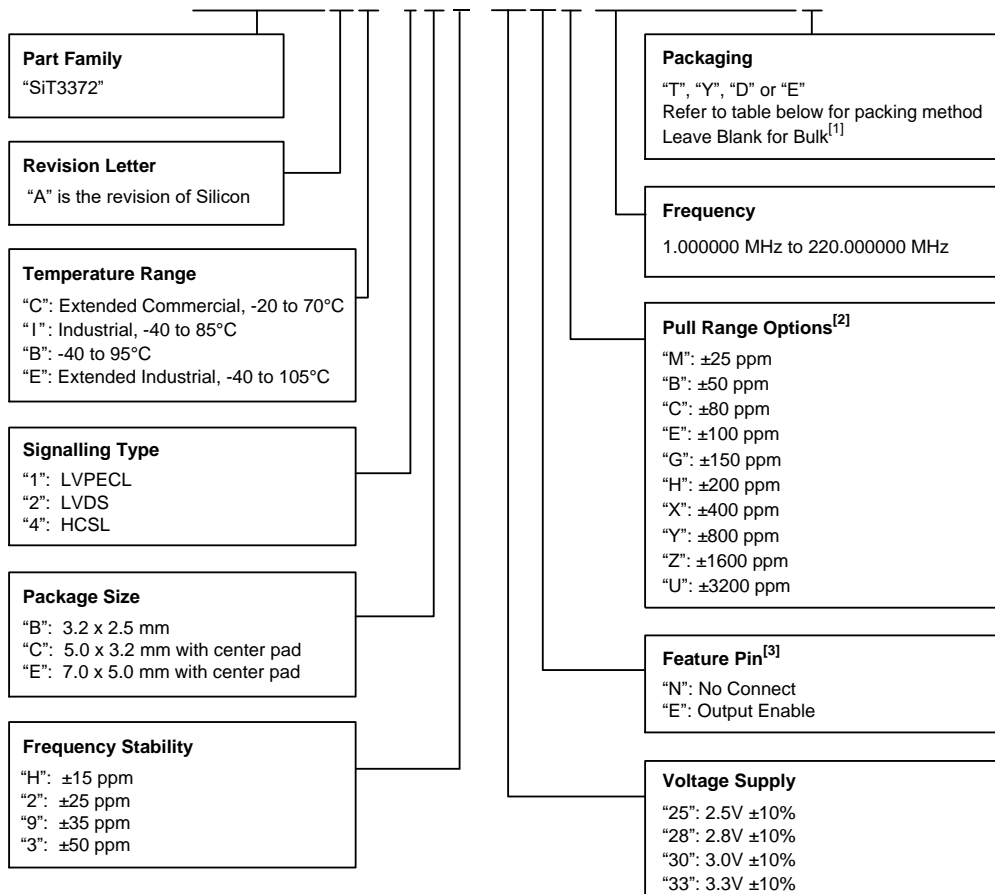 Part Family
“SiT3372”
Revision Letter
“A” is the revision of Silicon
Temperature Range
“C”: Extended Commercial, -20 to 70°C
“I”: Industrial, -40 to 85°C
“B”: -40 to 95°C
“E”: Extended Industrial, -40 to 105°C
Signalling Type
“1”: LVPECL
“2”: LVDS
“4”: HCSL
Package Size
“B”: 3.2 x 2.5 mm
“C”: 5.0 x 3.2 mm with center pad
“E”: 7.0 x 5.0 mm with center pad
Frequency Stability
“H”: ±15 ppm
“2”: ±25 ppm
“9”: ±35 ppm
“3”: ±50 ppm
Packaging
“T”, “Y”, “D” or “E”
Refer to table below for packing method
Leave Blank for Bulk[1]
Frequency
1.000000 MHz to 220.000000 MHz
Pull Range Options[2]
“M”: ±25 ppm
“B”: ±50 ppm
“C”: ±80 ppm
“E”: ±100 ppm
“G”: ±150 ppm
“H”: ±200 ppm
“X”: ±400 ppm
“Y”: ±800 ppm
“Z”: ±1600 ppm
“U”: ±3200 ppm
Feature Pin[3]
“N”: No Connect
“E”: Output Enable
Voltage Supply
“25”: 2.5V ±10%
“28”: 2.8V ±10%
“30”: 3.0V ±10%
“33”: 3.3V ±10%